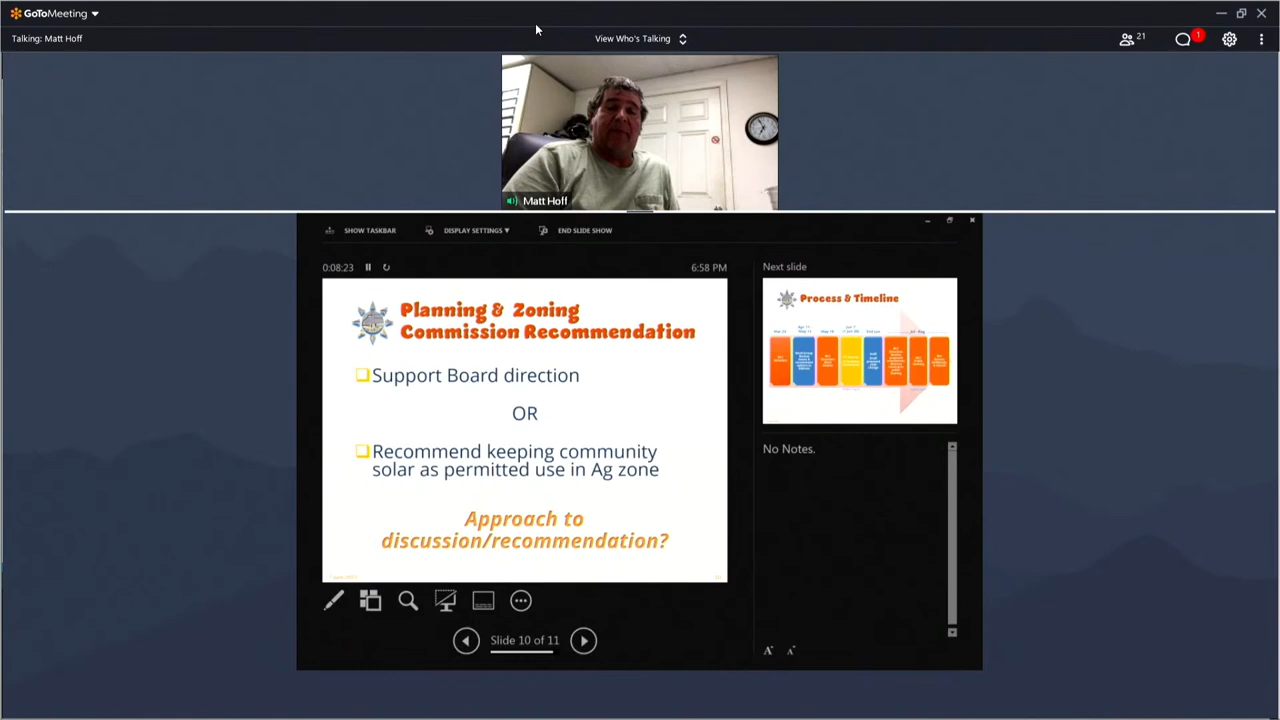 GoToMeeting
Talking: Matt Hoff
View Who's Talking
21
1
Matt Hoff
SHOW TASKBAR
DISPLAY SETTINGS
END SLIDE SHOW
0:08:23
6:58 PM
Next slide
Planning & Zoning
Commission Recommendation
Support Board direction
OR
Recommend keeping community
solar as permitted use in Ag zone
Approach to
discussion/recommendation?
Process & Timeline
No Notes.
Slide 10 of 11
A
A